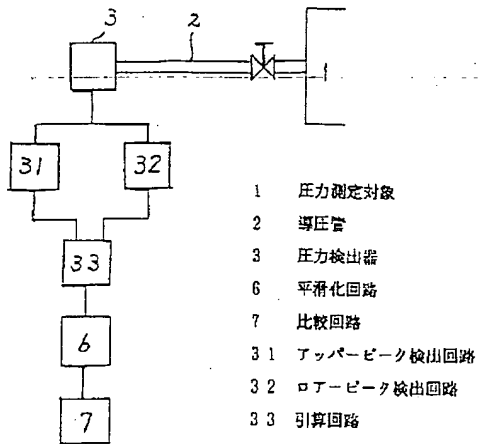 3
2
1
31
32
33
6
7
1 圧力測定対象
2 導圧管
3 圧力検出器
6 平滑化回路
7 比較回路
31 アッパーピーク検出回路
32 ロアーピーク検出回路
33 引算回路